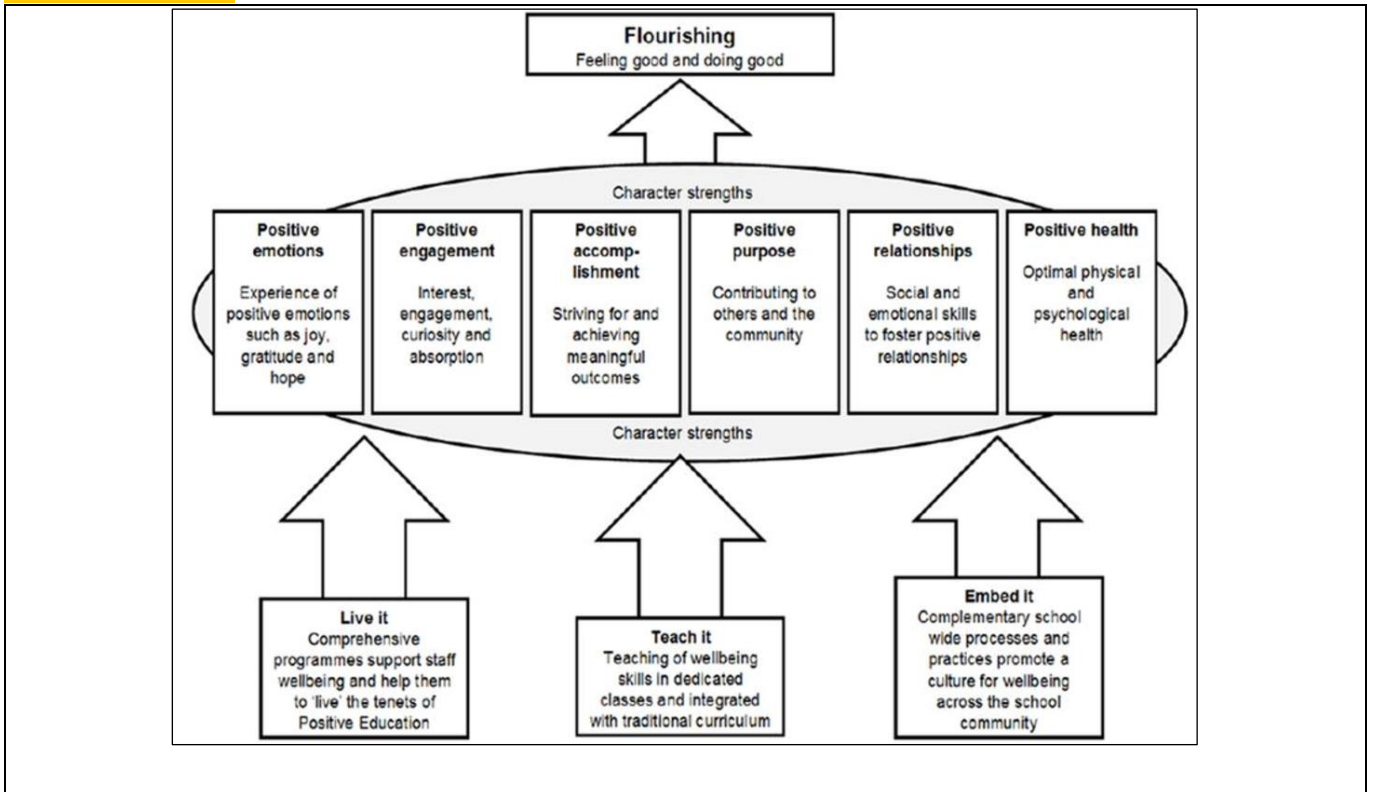 Flourishing
Feeling good and doing good
Character strengths
Positive
emotions
Experience of
positive emotions
such as joy,
gratitude and
hope
Positive
engagement
Interest,
engagement,
curiosity and
absorption
Positive
accomp-
lishment
Striving for and
achieving
meaningful
outcomes
Positive
purpose
Contributing to
others and the
community
Positive
relationships
Social and
emotional skills
to foster positive
relationships
Positive health
Optimal physical
and
psychological
health
Character strengths
Live it
Comprehensive
programmes support staff
wellbeing and help them
to 'live' the tenets of
Positive Education
Teach it
Teaching of wellbeing
skills in dedicated
classes and integrated
with traditional curriculum
Embed it
Complementary school
wide processes and
practices promote a
culture for wellbeing
across the school
community